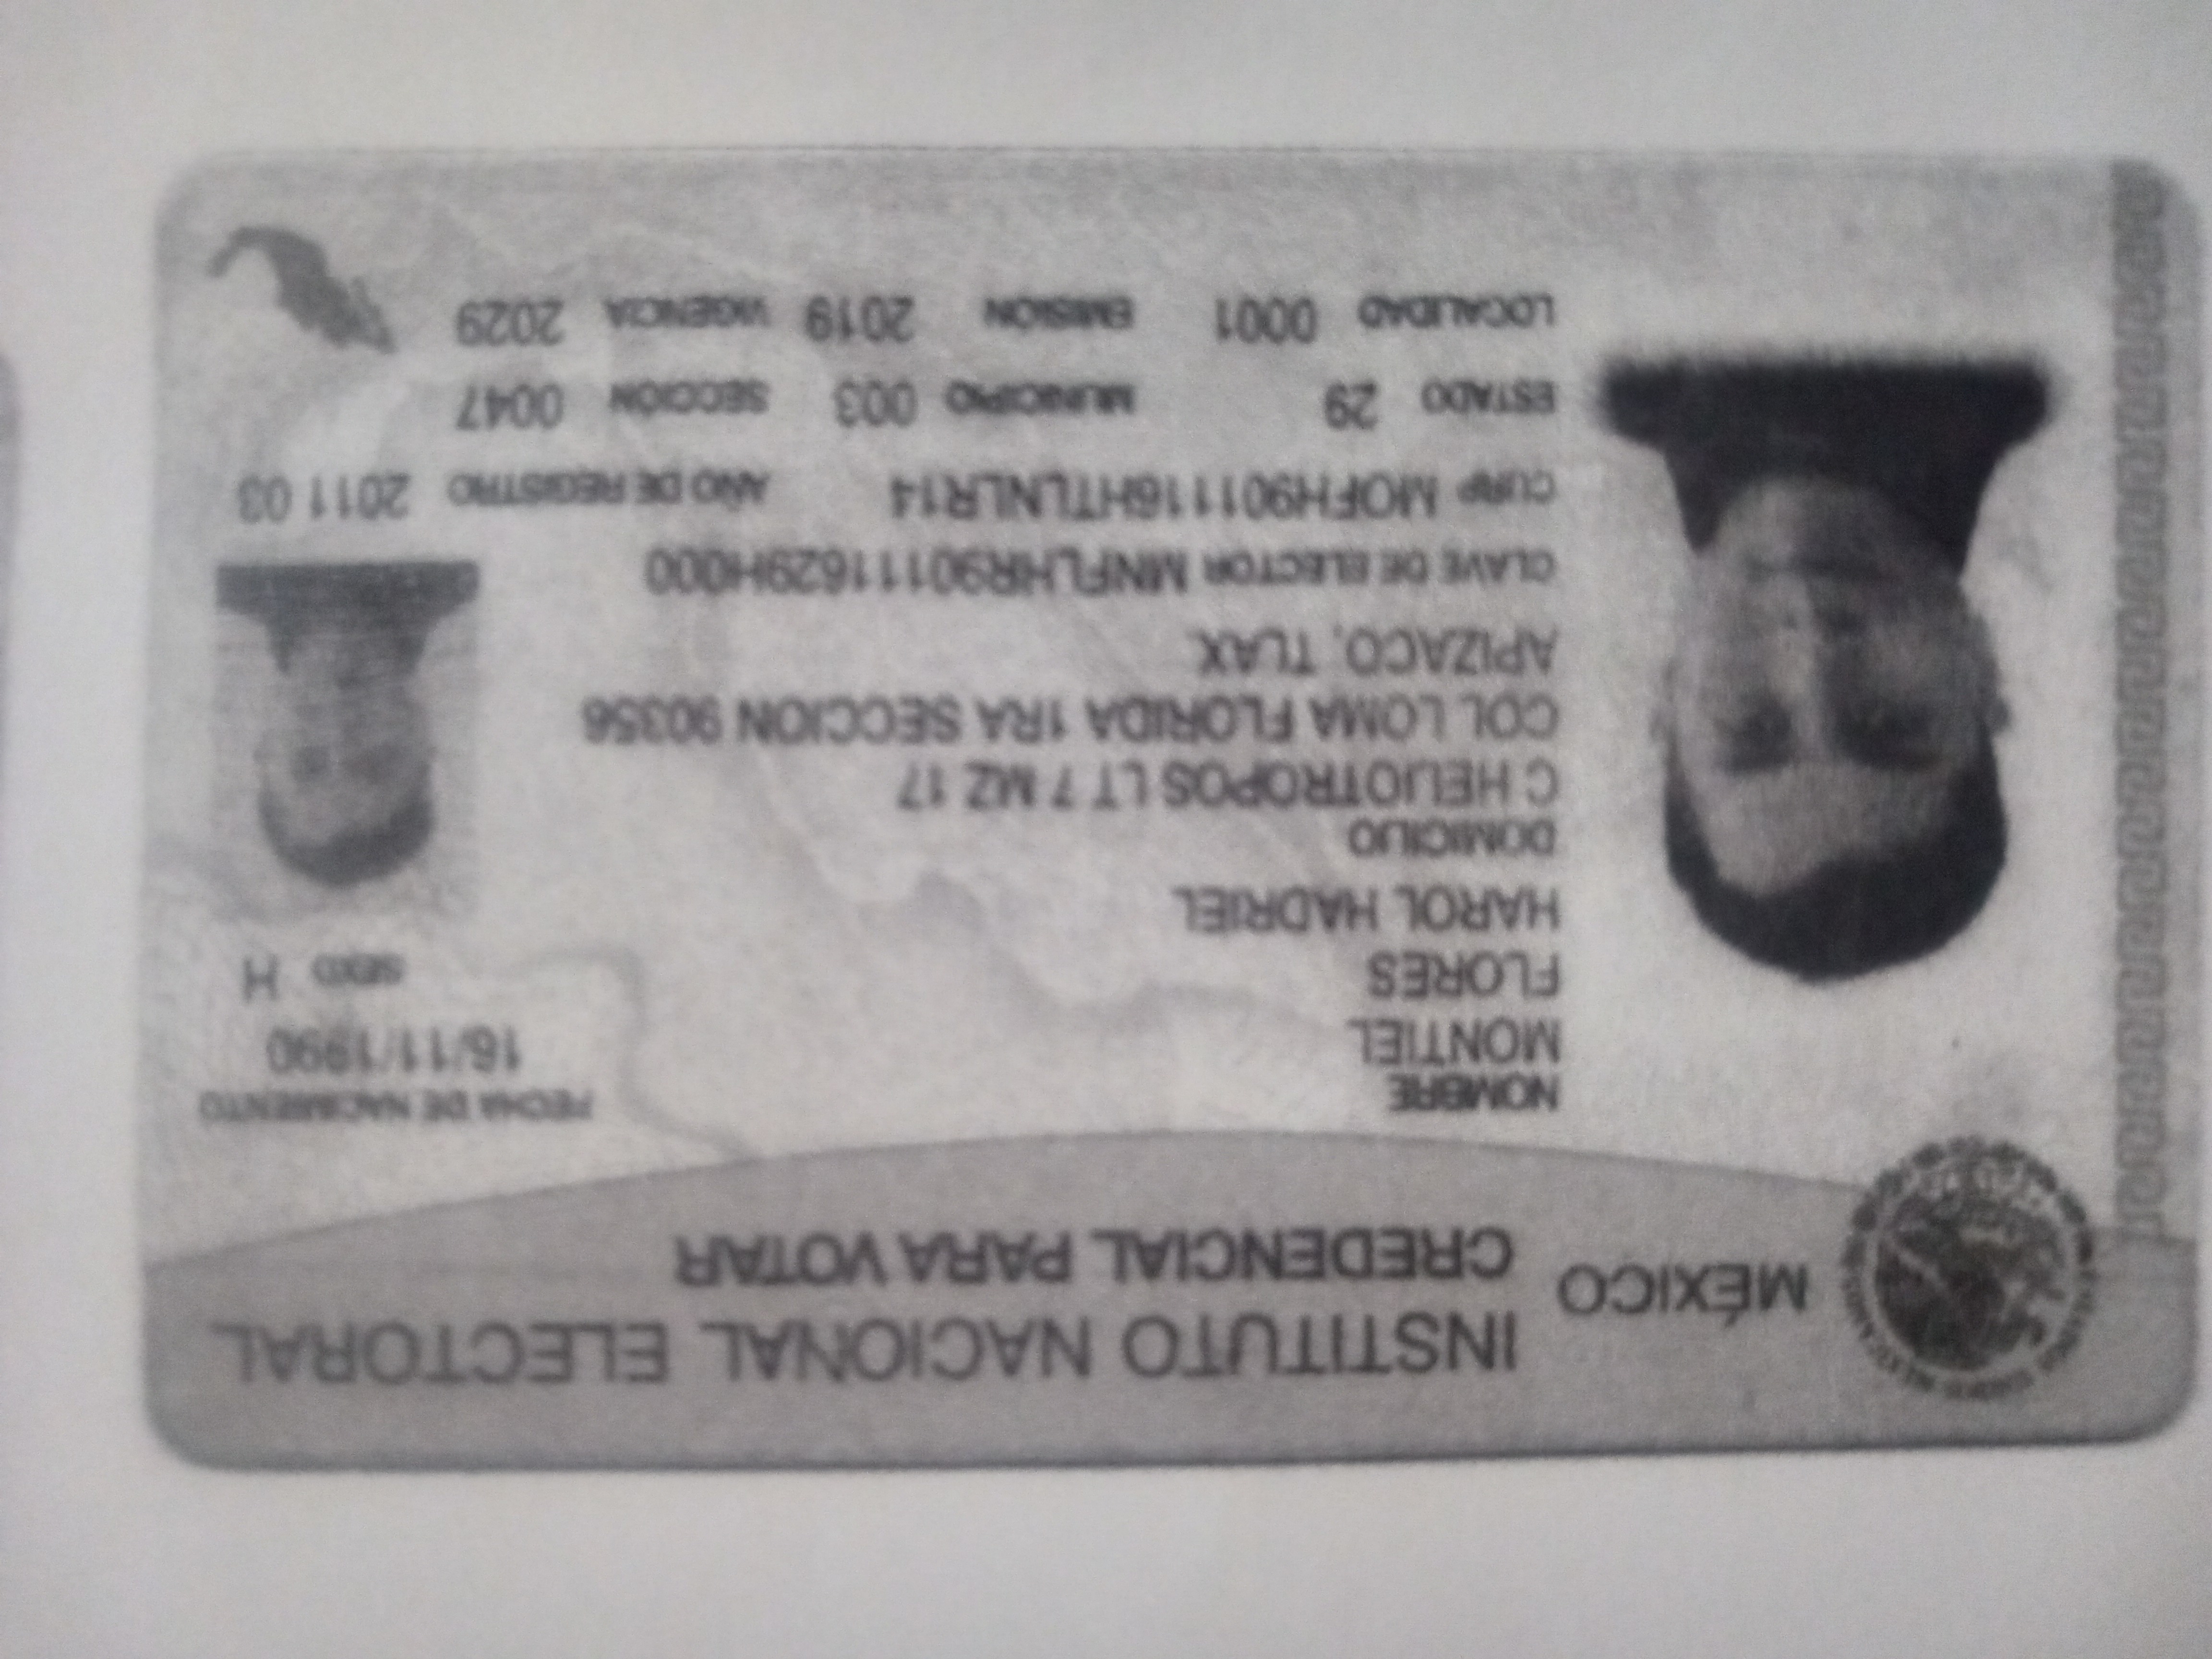 MÉXICO
INSTITUTO NACIONAL ELECTORAL
CREDENCIAL PARA VOTAR
NOMBRE
MONTIEL
FLORES
HAROL HADRIEL
FECHA DE NACIMIENTO
16/11/1990
SEXO H
DOMICILIO
C HELIOTROPOS LT 7 MZ 17
COL LOMA FLORIDA 1RA SECCION 90356
APIZACO, TLAX.
CLAVE DE ELECTOR MNFLHR90111629H000
CURP MOFH901116HTLNLR14 AÑO DE REGISTRO 2011 03
ESTADO 29 MUNICIPIO 003 SECCIÓN 0047
LOCALIDAD 0001 EMISIÓN 2019 VIGENCIA 2029